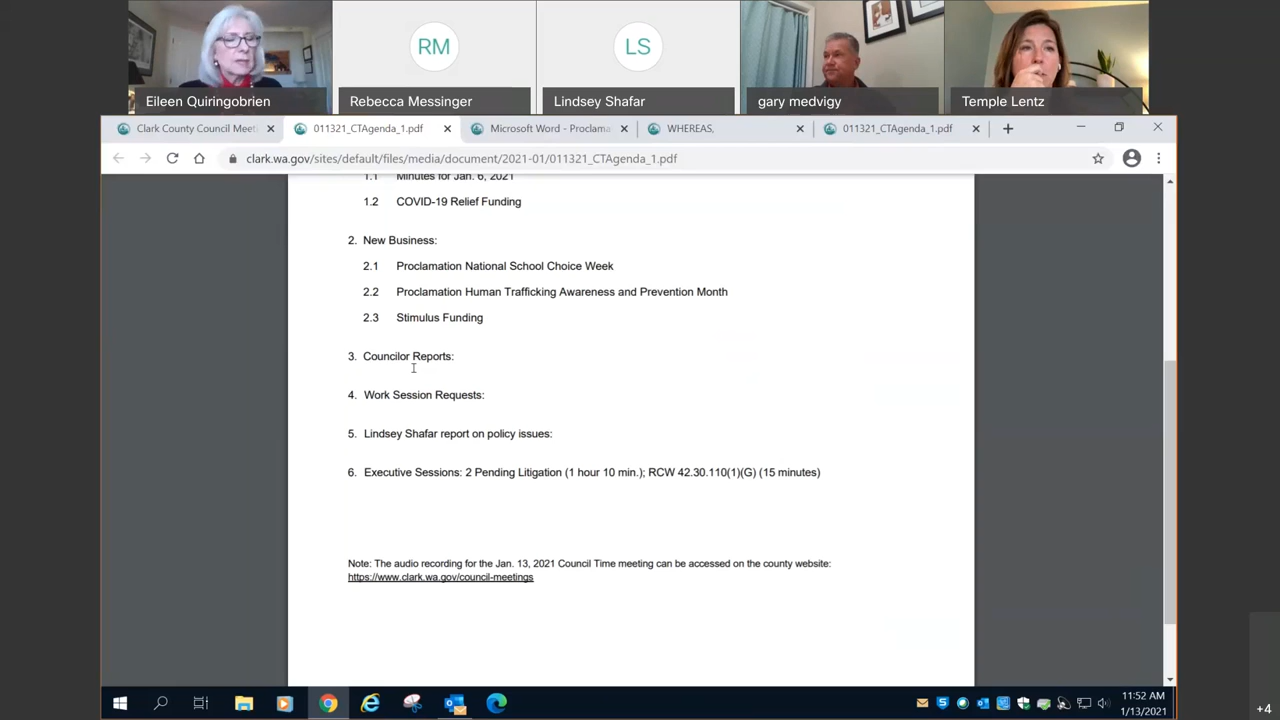 RM
LS
Eileen Quiringobrien
Rebecca Messinger
Lindsey Shafar
gary medvigy
Temple Lentz
Clark County Council Meeti
011321_CTAgenda_1.pdf
Microsoft Word - Proclama
WHEREAS,
011321_CTAgenda_1.pdf
clark.wa.gov/sites/default/files/media/document/2021-01/011321_CTAgenda_1.pdf
1.1 Minutes for Jan. 6, 2021
1.2 COVID-19 Relief Funding
2. New Business:
2.1 Proclamation National School Choice Week
2.2 Proclamation Human Trafficking Awareness and Prevention Month
2.3 Stimulus Funding
3. Councilor Reports:
4. Work Session Requests:
5. Lindsey Shafar report on policy issues:
6. Executive Sessions: 2 Pending Litigation (1 hour 10 min.); RCW 42.30.110(1)(G) (15 minutes)
Note: The audio recording for the Jan. 13, 2021 Council Time meeting can be accessed on the county website:
https://www.clark.wa.gov/council-meetings
11:52 AM
1/13/2021
+4